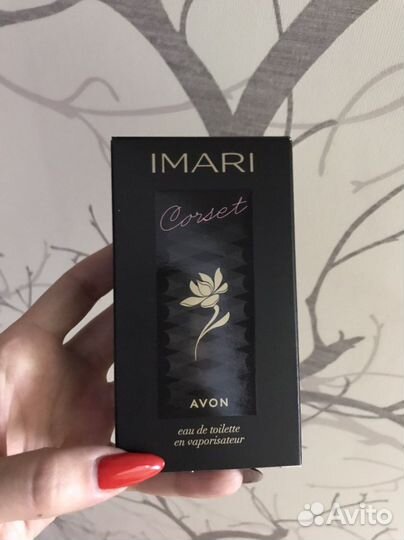 IMARI
Corset
AVON
eau de toilette
en vaporisateur
Avito